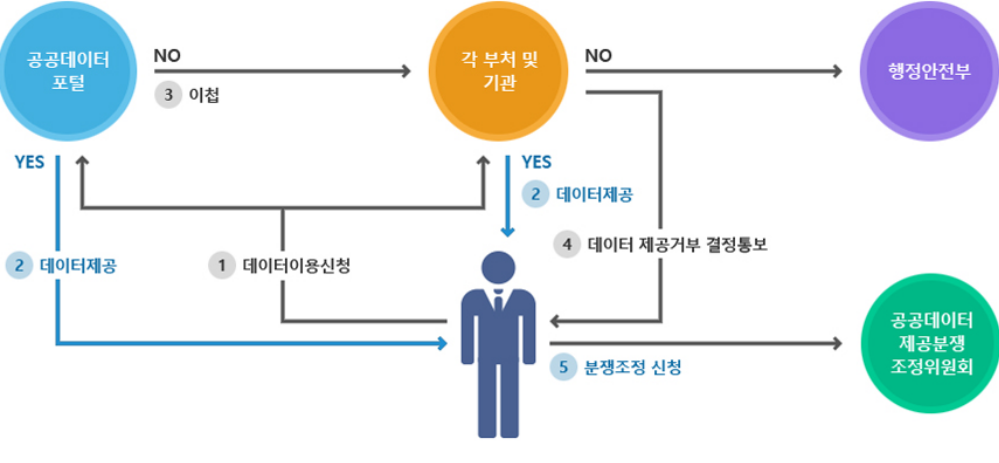 공공데이터
포털
NO
3 이첩
각 부처 및
기관
NO
행정안전부
YES
YES
2 데이터제공
4 데이터 제공거부 결정통보
2 데이터제공
1 데이터이용신청
공공데이터
제공분쟁
조정위원회
5 분쟁조정 신청